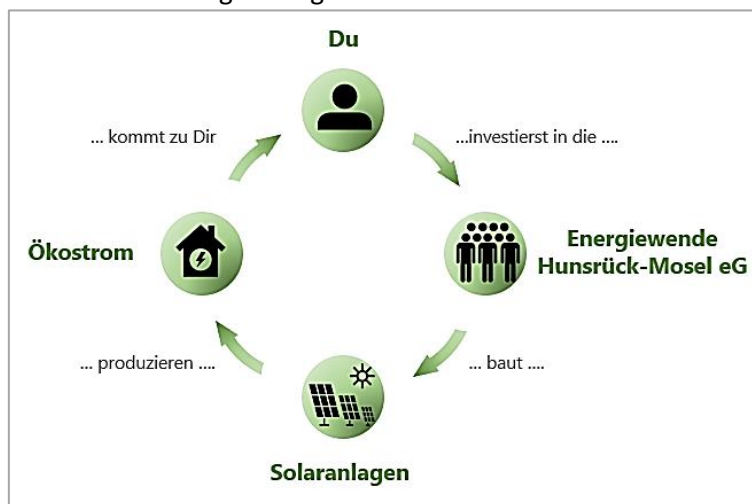 Du
... kommt zu Dir
...investierst in die ....
Ökostrom
Energiewende
Hunsrück-Mosel eG
... produzieren ....
... baut ....
Solaranlagen